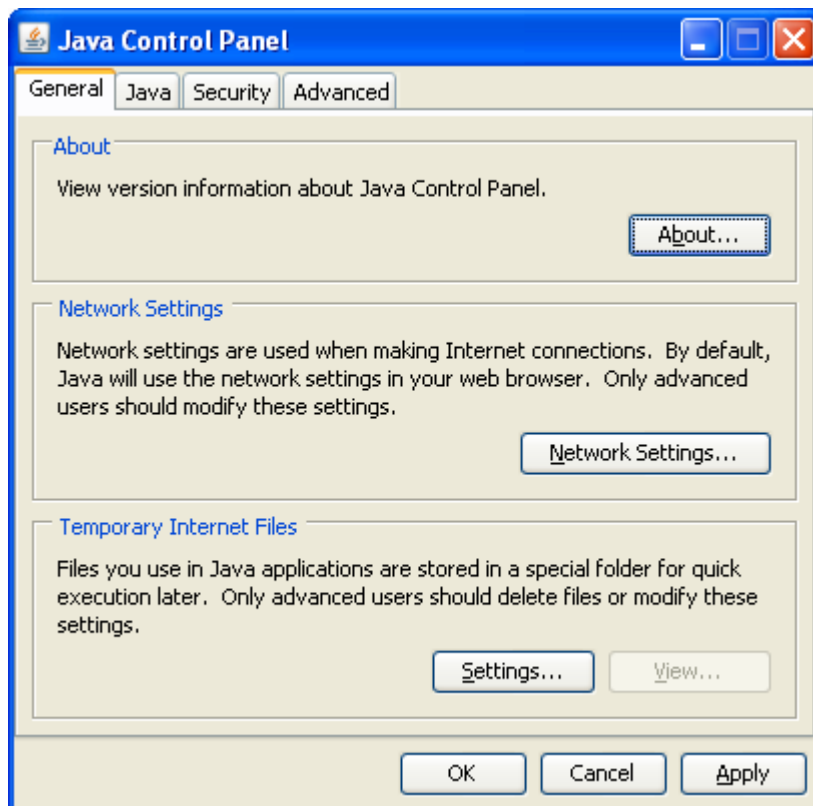 Java Control Panel
General Java Security Advanced
About
View version information about Java Control Panel.
About...
Network Settings
Network settings are used when making Internet connections.  By default,
Java will use the network settings in your web browser.  Only advanced
users should modify these settings.
Network Settings...
Temporary Internet Files
Files you use in Java applications are stored in a special folder for quick
execution later.  Only advanced users should delete files or modify these
settings.
Settings... View...
OK Cancel Apply